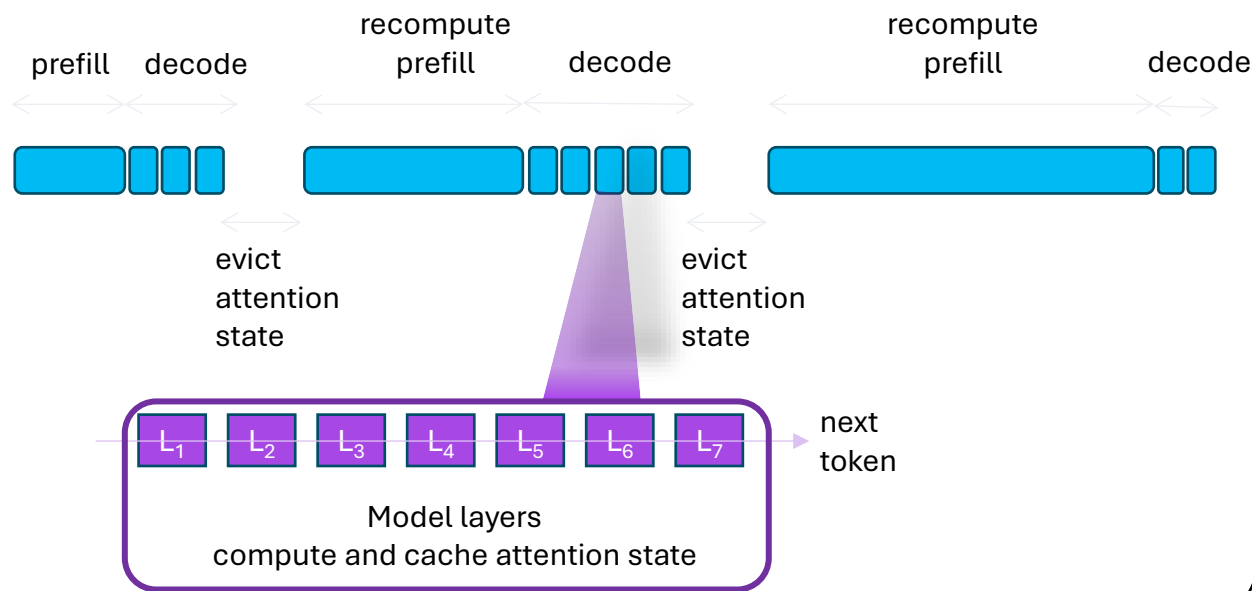 prefill
decode
recompute
prefill
decode
recompute
prefill
decode
evict
attention
state
evict
attention
state
L1
L2
L3
L4
L5
L6
L7
next
token
Model layers
compute and cache attention state